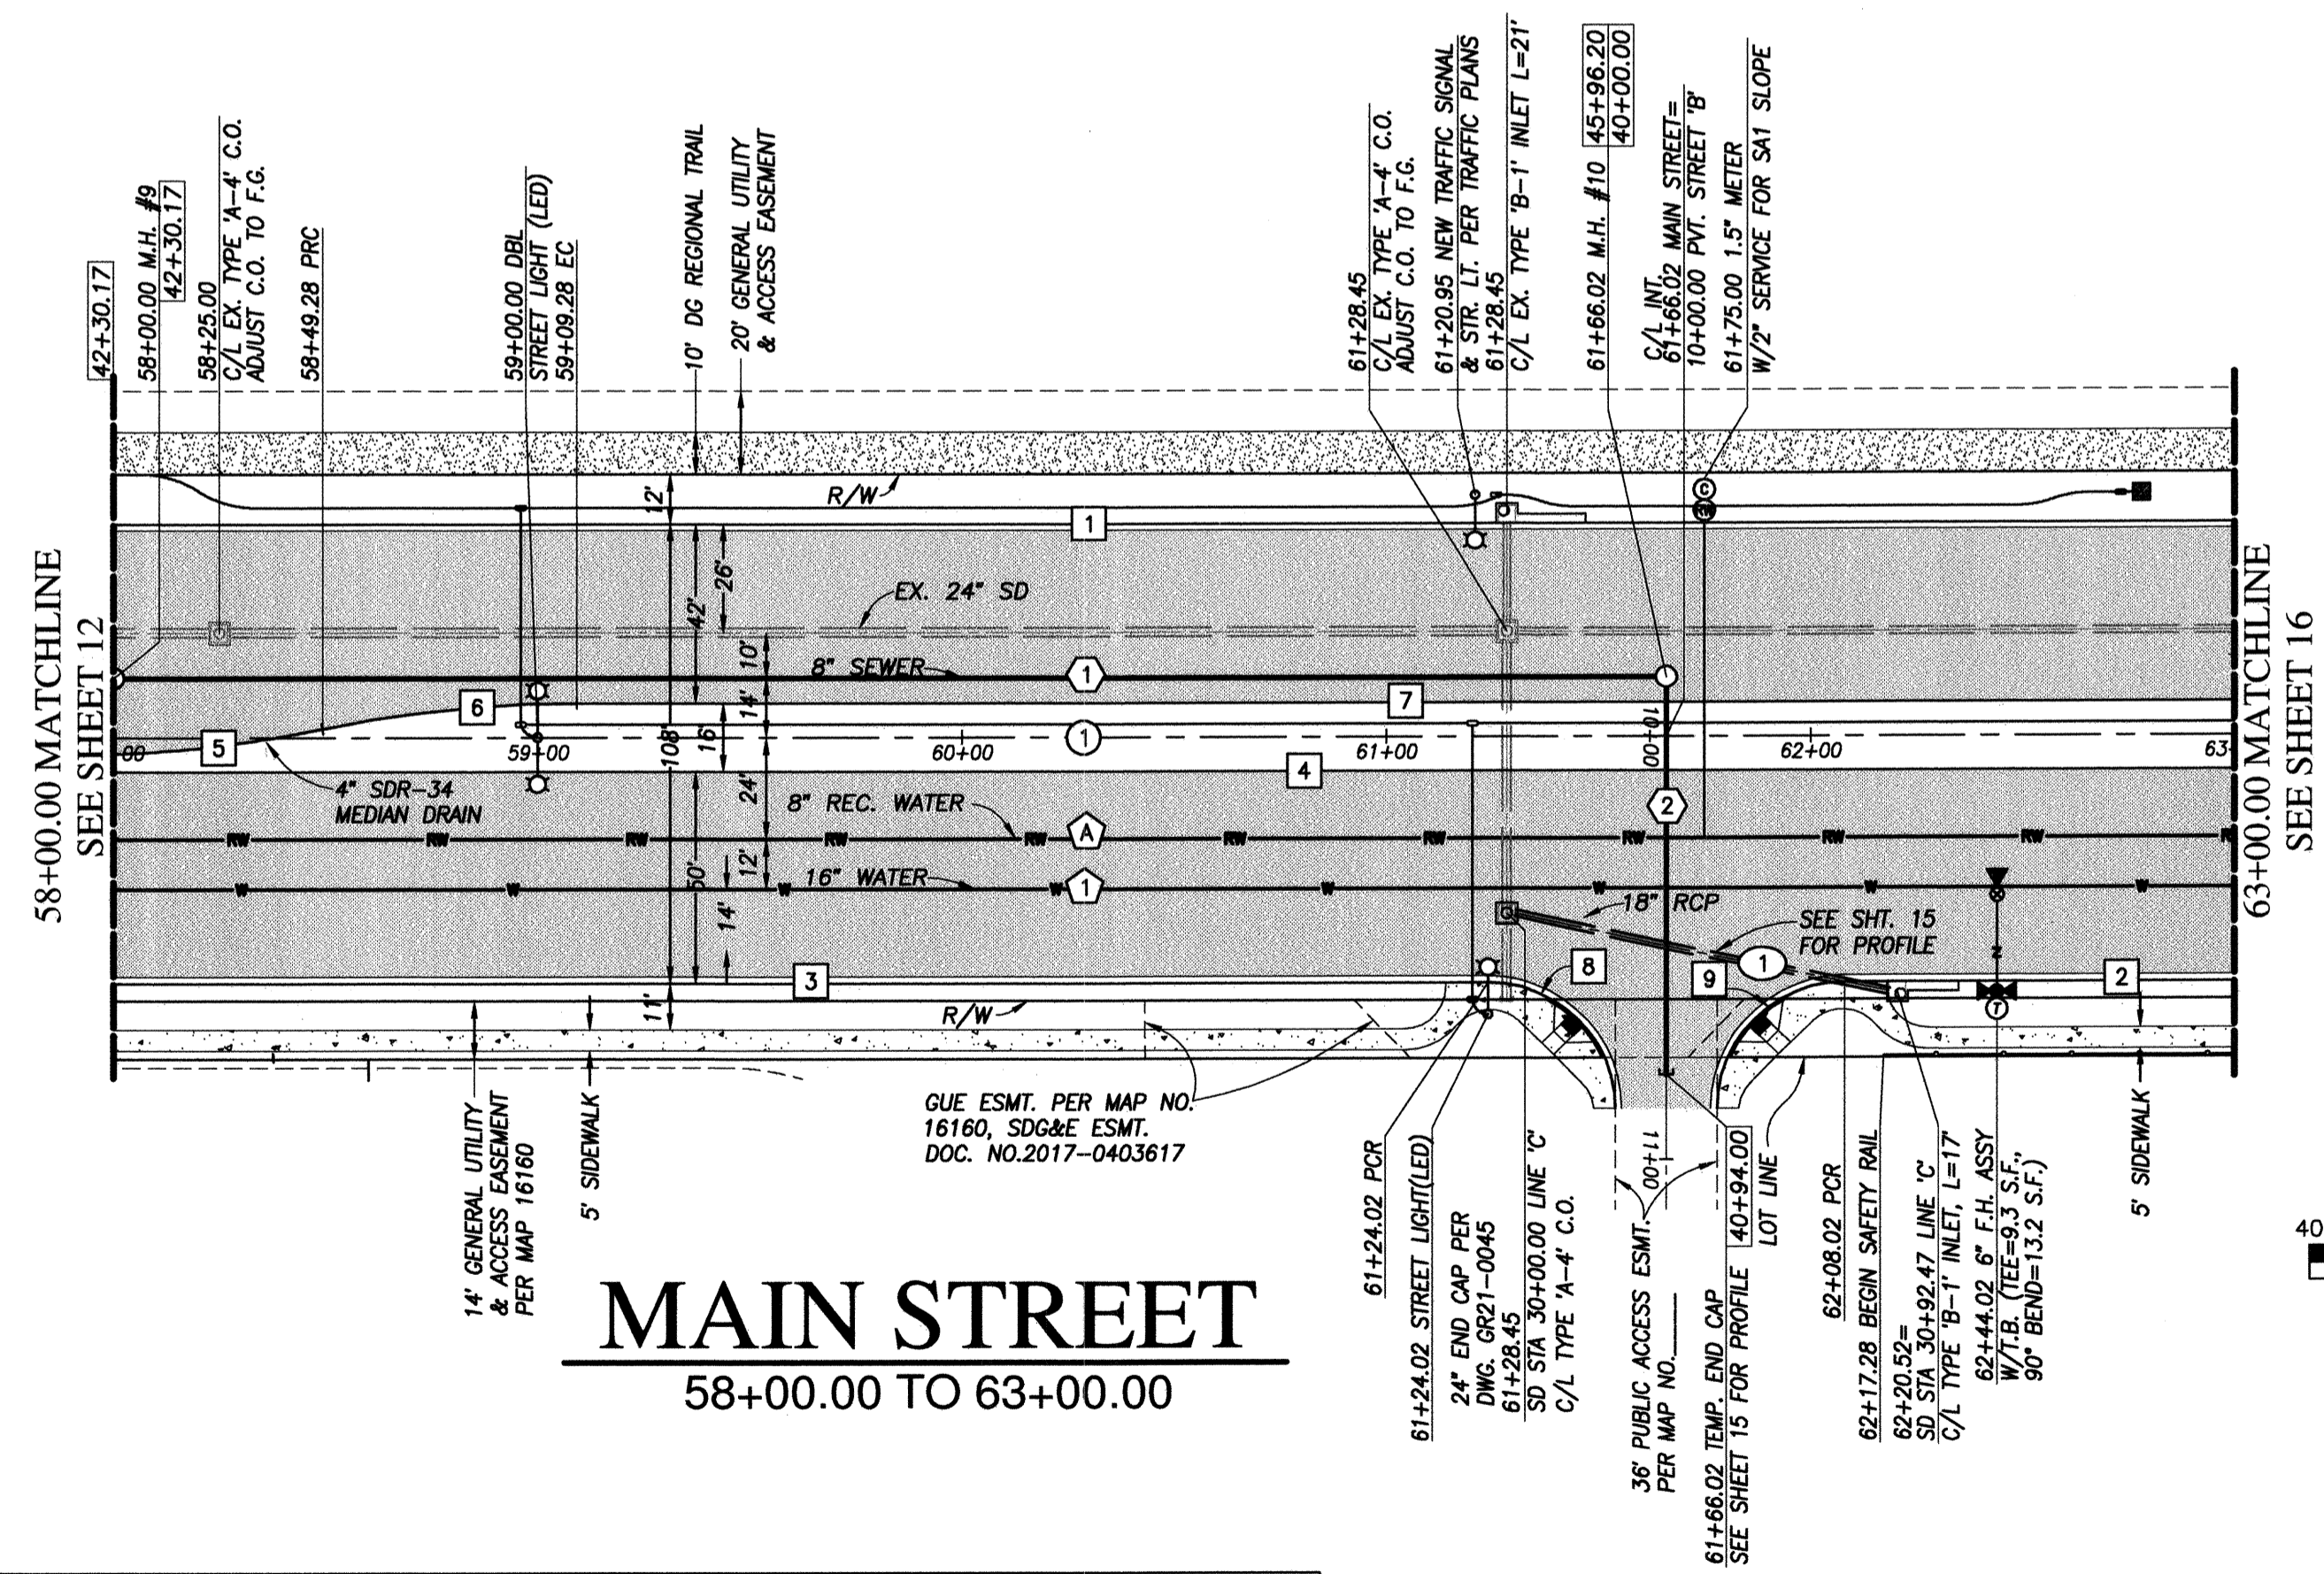 42+30.17
58+00.00 M.H. #9
42+30.17
58+25.00
C/L EX. TYPE 'A-4' C.O.
ADJUST C.O. TO F.G.
58+49.28 PRC
59+00.00 DBL
STREET LIGHT (LED)
59+09.28 EC
10' DG REGIONAL TRAIL
20' GENERAL UTILITY
& ACCESS EASEMENT
61+28.45
C/L EX. TYPE 'A-4' C.O.
ADJUST C.O. TO F.G.
61+20.95 NEW TRAFFIC SIGNAL
& STR. LT. PER TRAFFIC PLANS
61+28.45
C/L EX. TYPE 'B-1' INLET L=21'
61+66.02 M.H. #10
45+96.20
40+00.00
C/L INT.
61+66.02 MAIN STREET=
10+00.00 PVT. STREET 'B'
61+75.00 1.5" METER
W/2" SERVICE FOR SA1 SLOPE
58+00.00 MATCHLINE
SEE SHEET 12
63+00.00 MATCHLINE
SEE SHEET 16
R/W
12'
1
C
RW
26'
42'
EX. 24" SD
10'
8" SEWER
1
14'
6
7
16'
108'
5
1
00
59+00
60+00
61+00
10+00
62+00
63-
4
4" SDR-34
MEDIAN DRAIN
24'
8" REC. WATER
2
RW
RW
RW
RW
RW
A
RW
RW
RW
RW
RW
R
50'
12'
16" WATER
W
W
W
W
1
W
W
W
W
14'
18" RCP
SEE SHT. 15
FOR PROFILE
Z
3
8
9
1
2
11'
R/W
T
14' GENERAL UTILITY
& ACCESS EASEMENT
PER MAP 16160
5' SIDEWALK
GUE ESMT. PER MAP NO.
16160, SDG&E ESMT.
DOC. NO.2017-0403617
61+24.02 PCR
61+24.02 STREET LIGHT(LED)
24" END CAP PER
DWG. GR21-0045
61+28.45
SD STA 30+00.00 LINE 'C'
C/L TYPE 'A-4' C.O.
11+00
36' PUBLIC ACCESS ESMT.
PER MAP NO.____
61+66.02 TEMP. END CAP
SEE SHEET 15 FOR PROFILE
40+94.00
LOT LINE
62+08.02 PCR
62+17.28 BEGIN SAFETY RAIL
62+20.52=
SD STA 30+92.47 LINE 'C'
C/L TYPE 'B-1' INLET, L=17'
62+44.02 6" F.H. ASSY
W/T.B. (TEE=9.3 S.F.,
90° BEND=13.2 S.F.)
5' SIDEWALK
40
MAIN STREET
58+00.00 TO 63+00.00